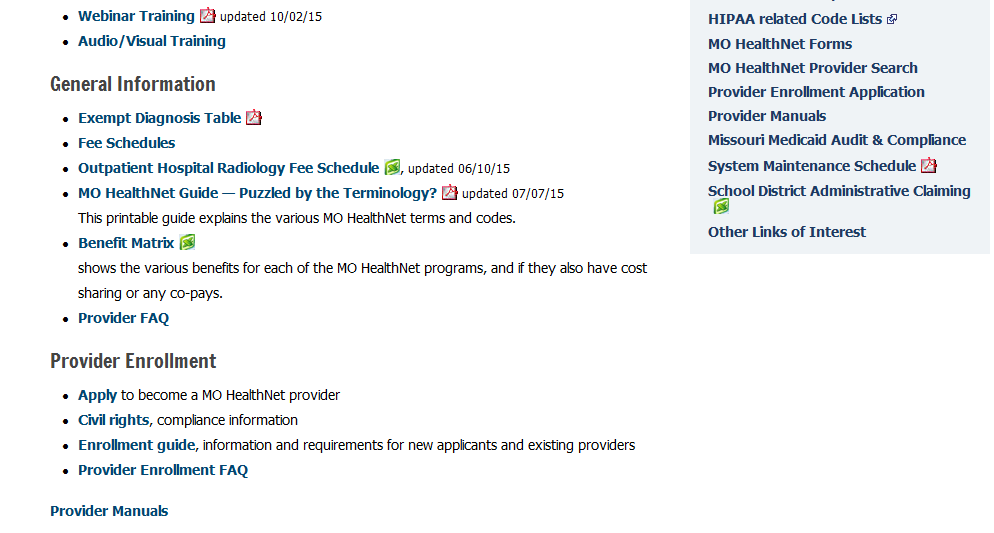 Webinar Training updated 10/02/15
Audio/Visual Training
General Information
Exempt Diagnosis Table
Fee Schedules
Outpatient Hospital Radiology Fee Schedule , updated 06/10/15
MO HealthNet Guide — Puzzled by the Terminology? updated 07/07/15
This printable guide explains the various MO HealthNet terms and codes.
Benefit Matrix
shows the various benefits for each of the MO HealthNet programs, and if they also have cost
sharing or any co-pays.
Provider FAQ
Provider Enrollment
Apply to become a MO HealthNet provider
Civil rights, compliance information
Enrollment guide, information and requirements for new applicants and existing providers
Provider Enrollment FAQ
Provider Manuals
HIPAA related Code Lists
MO HealthNet Forms
MO HealthNet Provider Search
Provider Enrollment Application
Provider Manuals
Missouri Medicaid Audit & Compliance
System Maintenance Schedule
School District Administrative Claiming
Other Links of Interest